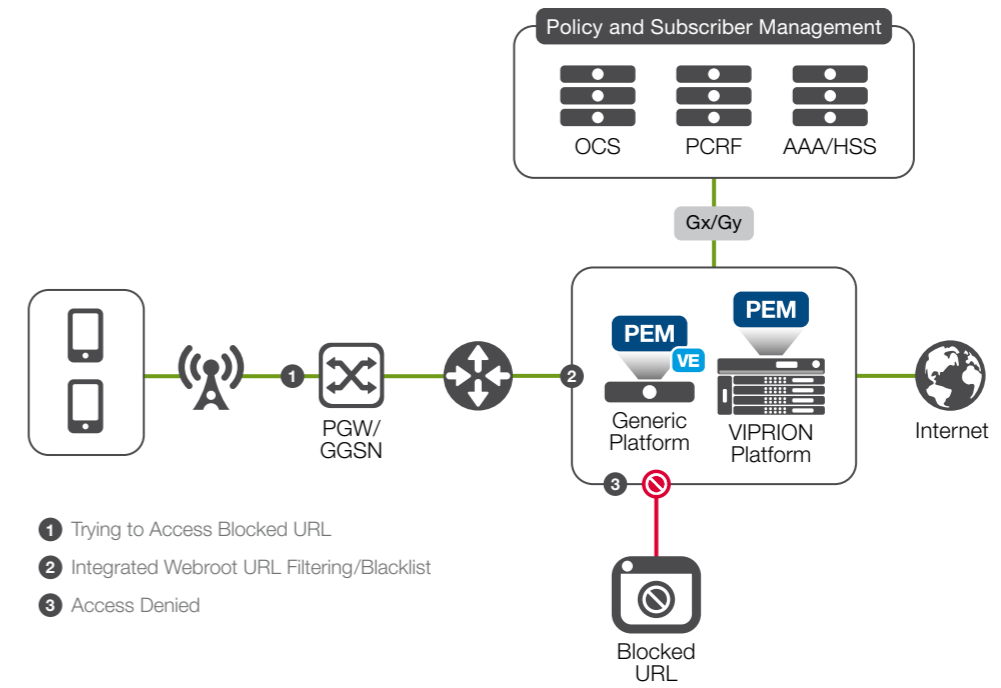 Policy and Subscriber Management
OCS
PCRF
AAA/HSS
Gx/Gy
PEM
VE
PEM
Generic
Platform
VIPRION
Platform
1
PGW/
GGSN
2
Internet
3
1 Trying to Access Blocked URL
2 Integrated Webroot URL Filtering/Blacklist
3 Access Denied
Blocked
URL